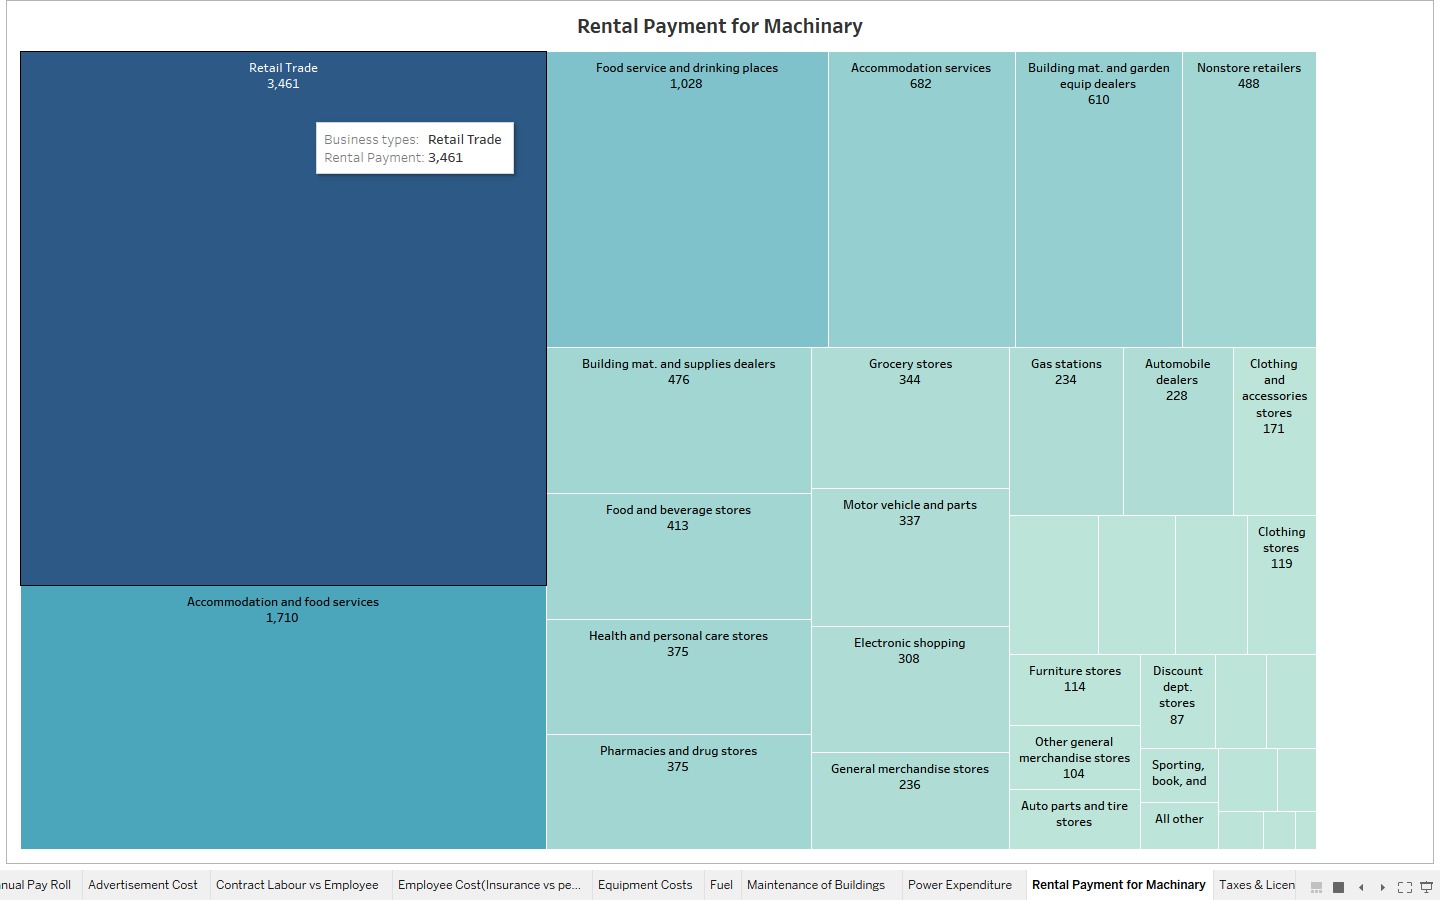 Rental Payment for Machinary
Retail Trade
3,461
Business types: Retail Trade
Rental Payment: 3,461
Accommodation and food services
1,710
Food service and drinking places
1,028
Accommodation services
682
Building mat. and garden
equip dealers
610
Nonstore retailers
488
Building mat. and supplies dealers
476
Food and beverage stores
413
Health and personal care stores
375
Pharmacies and drug stores
375
Grocery stores
344
Motor vehicle and parts
337
Electronic shopping
308
General merchandise stores
236
Gas stations
234
Automobile
dealers
228
Clothing
and
accessories
stores
171
Clothing
stores
119
Furniture stores
114
Other general
merchandise stores
104
Auto parts and tire
stores
Discount
dept.
stores
87
Sporting,
book, and
All other
nual Pay Roll
Advertisement Cost
Contract Labour vs Employee
Employee Cost(Insurance vs pe...
Equipment Costs
Fuel
Maintenance of Buildings
Power Expenditure
Rental Payment for Machinary
Taxes & Licen